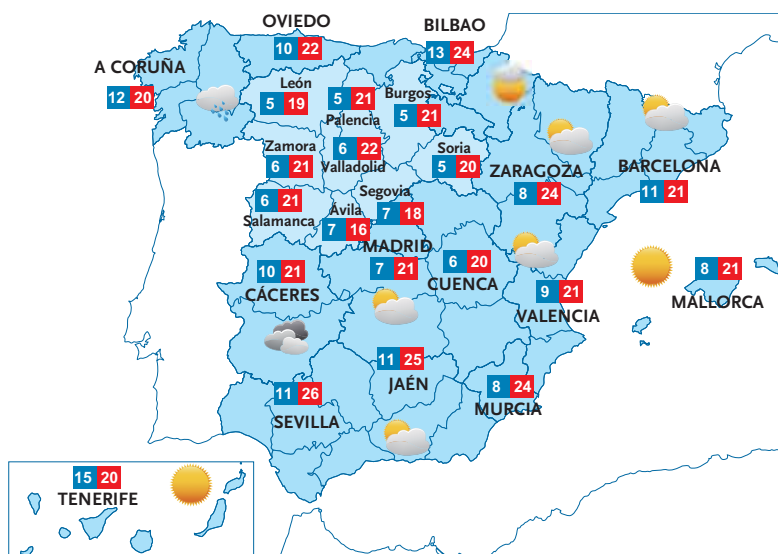 OVIEDO
10 22
BILBAO
13 24
A CORUÑA
12 20
León
5 19
5 21
Palencia
Burgos
5 21
Zamora
6 21
6 22
Valladolid
Soria
5 20
ZARAGOZA
8 24
BARCELONA
11 21
6 21
Salamanca
Ávila
7 16
Segovia
7 18
MADRID
7 21
6 20
CUENCA
10 21
CÁCERES
9 21
VALENCIA
8 21
MALLORCA
11 25
JAÉN
8 24
MURCIA
11 26
SEVILLA
15 20
TENERIFE